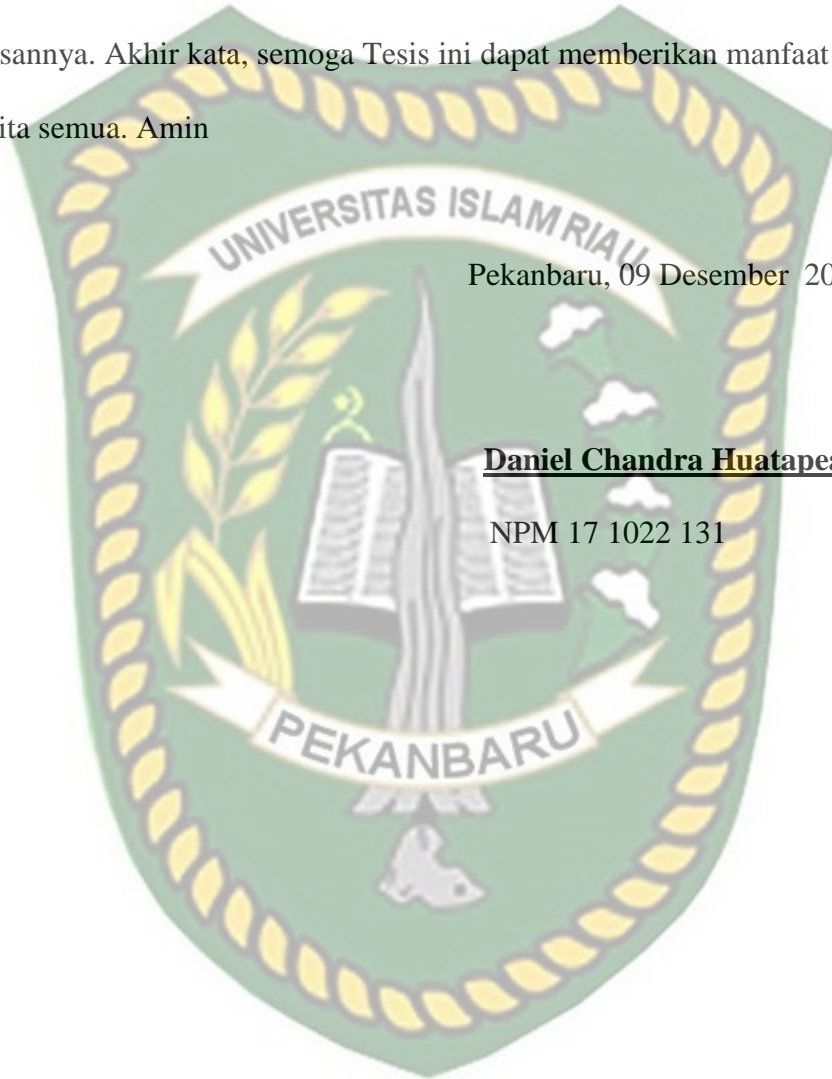 sannya. Akhir kata, semoga Tesis ini dapat memberikan manfaat
ita semua. Amin
UNIVERSITAS ISLAM RIAU
Pekanbaru, 09 Desember 20
Daniel Chandra Huatapea
NPM 17 1022 131
PEKANBARU